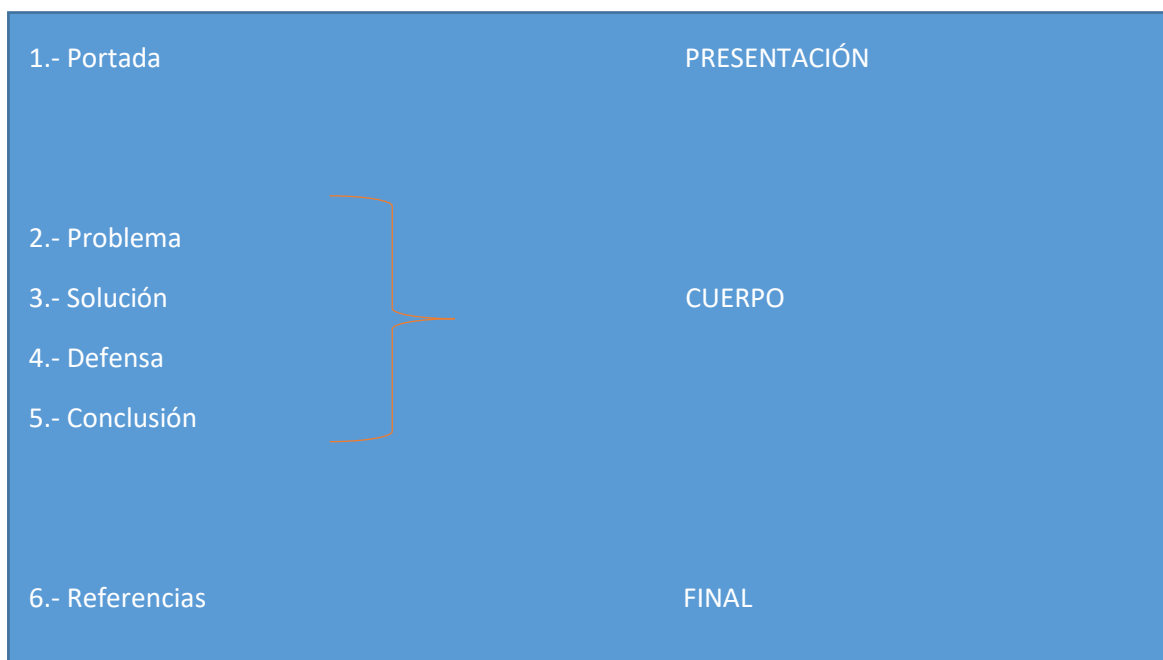 1.- Portada PRESENTACIÓN
2.- Problema
3.- Solución CUERPO
4.- Defensa
5.- Conclusión
6.- Referencias FINAL